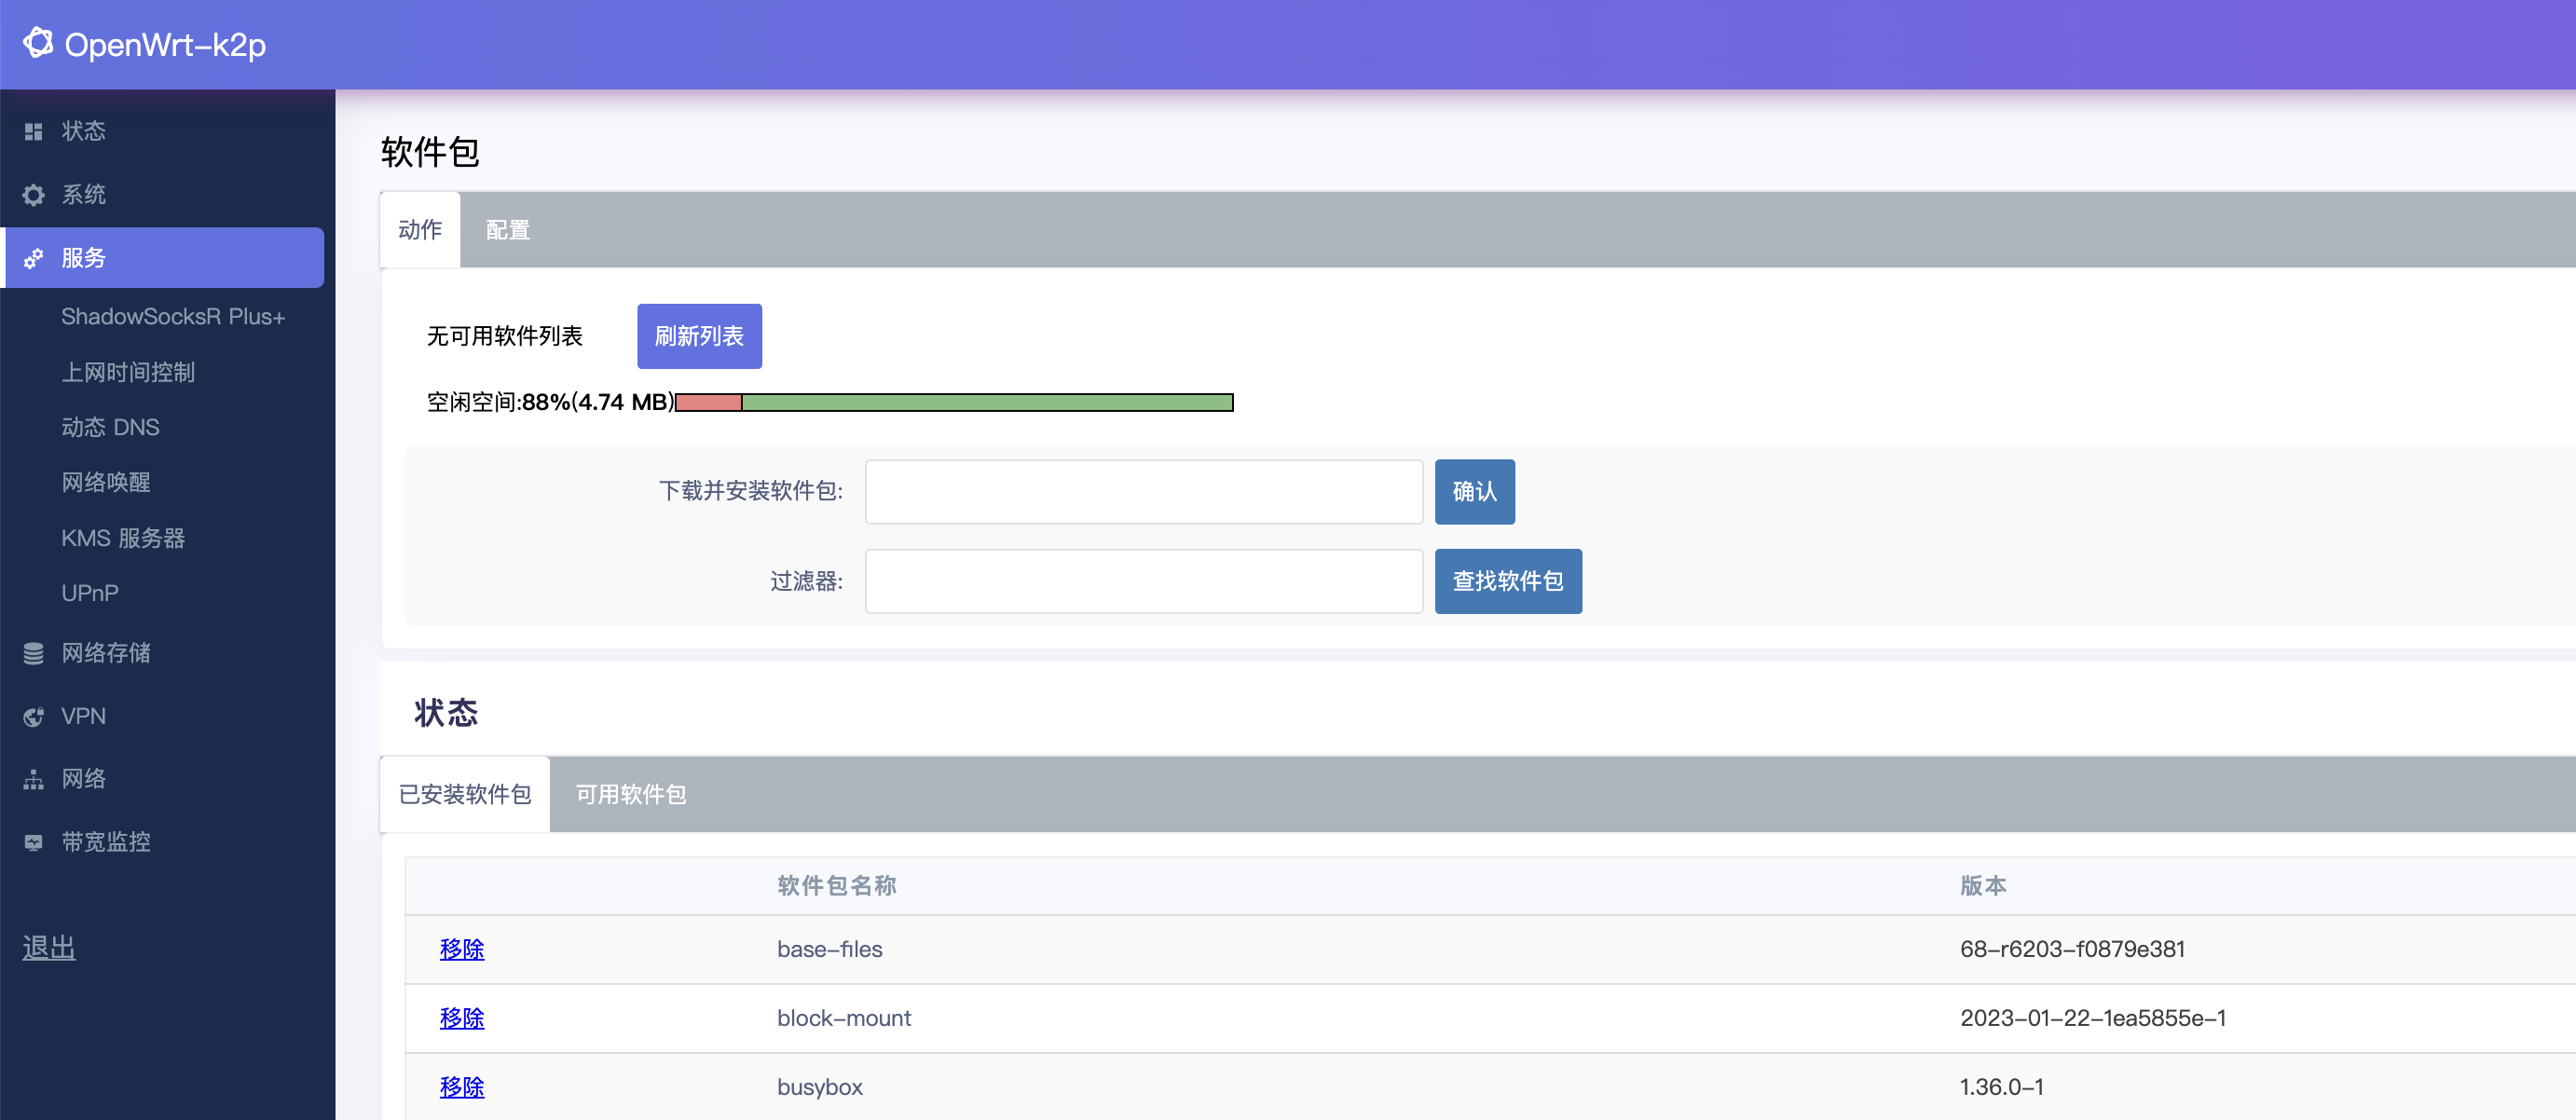 OpenWrt-k2p
状态
系统
服务
ShadowSocksR Plus+
上网时间控制
动态 DNS
网络唤醒
KMS 服务器
UPnP
网络存储
VPN
网络
带宽监控
退出
软件包
动作 配置
无可用软件列表 刷新列表
空闲空间:88%(4.74 MB)
下载并安装软件包: 确认
过滤器: 查找软件包
状态
已安装软件包 可用软件包
软件包名称 版本
移除 base-files 68-r6203-f0879e381
移除 block-mount 2023-01-22-1ea5855e-1
移除 busybox 1.36.0-1